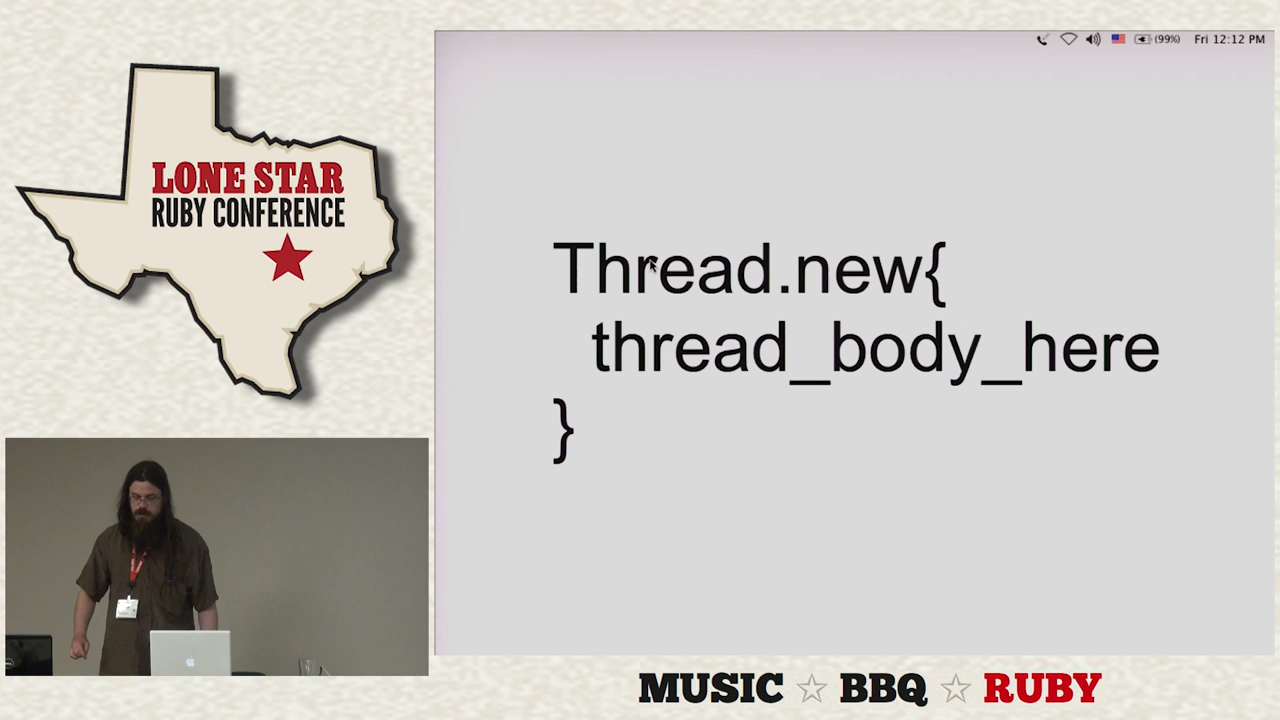 LONE STAR
RUBY CONFERENCE
(99%) Fri 12:12 PM
Thread.new{
thread_body_here
}
MUSIC ☆ BBQ ☆ RUBY